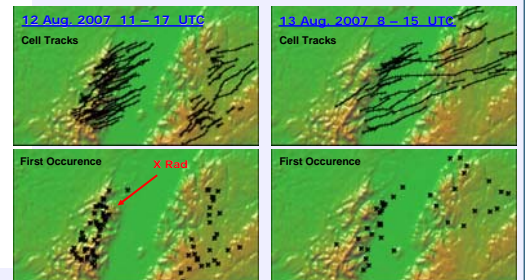 12 Aug. 2007 11 – 17 UTC
Cell Tracks
13 Aug. 2007 8 – 15 UTC
Cell Tracks
First Occurence
X Rad
First Occurence